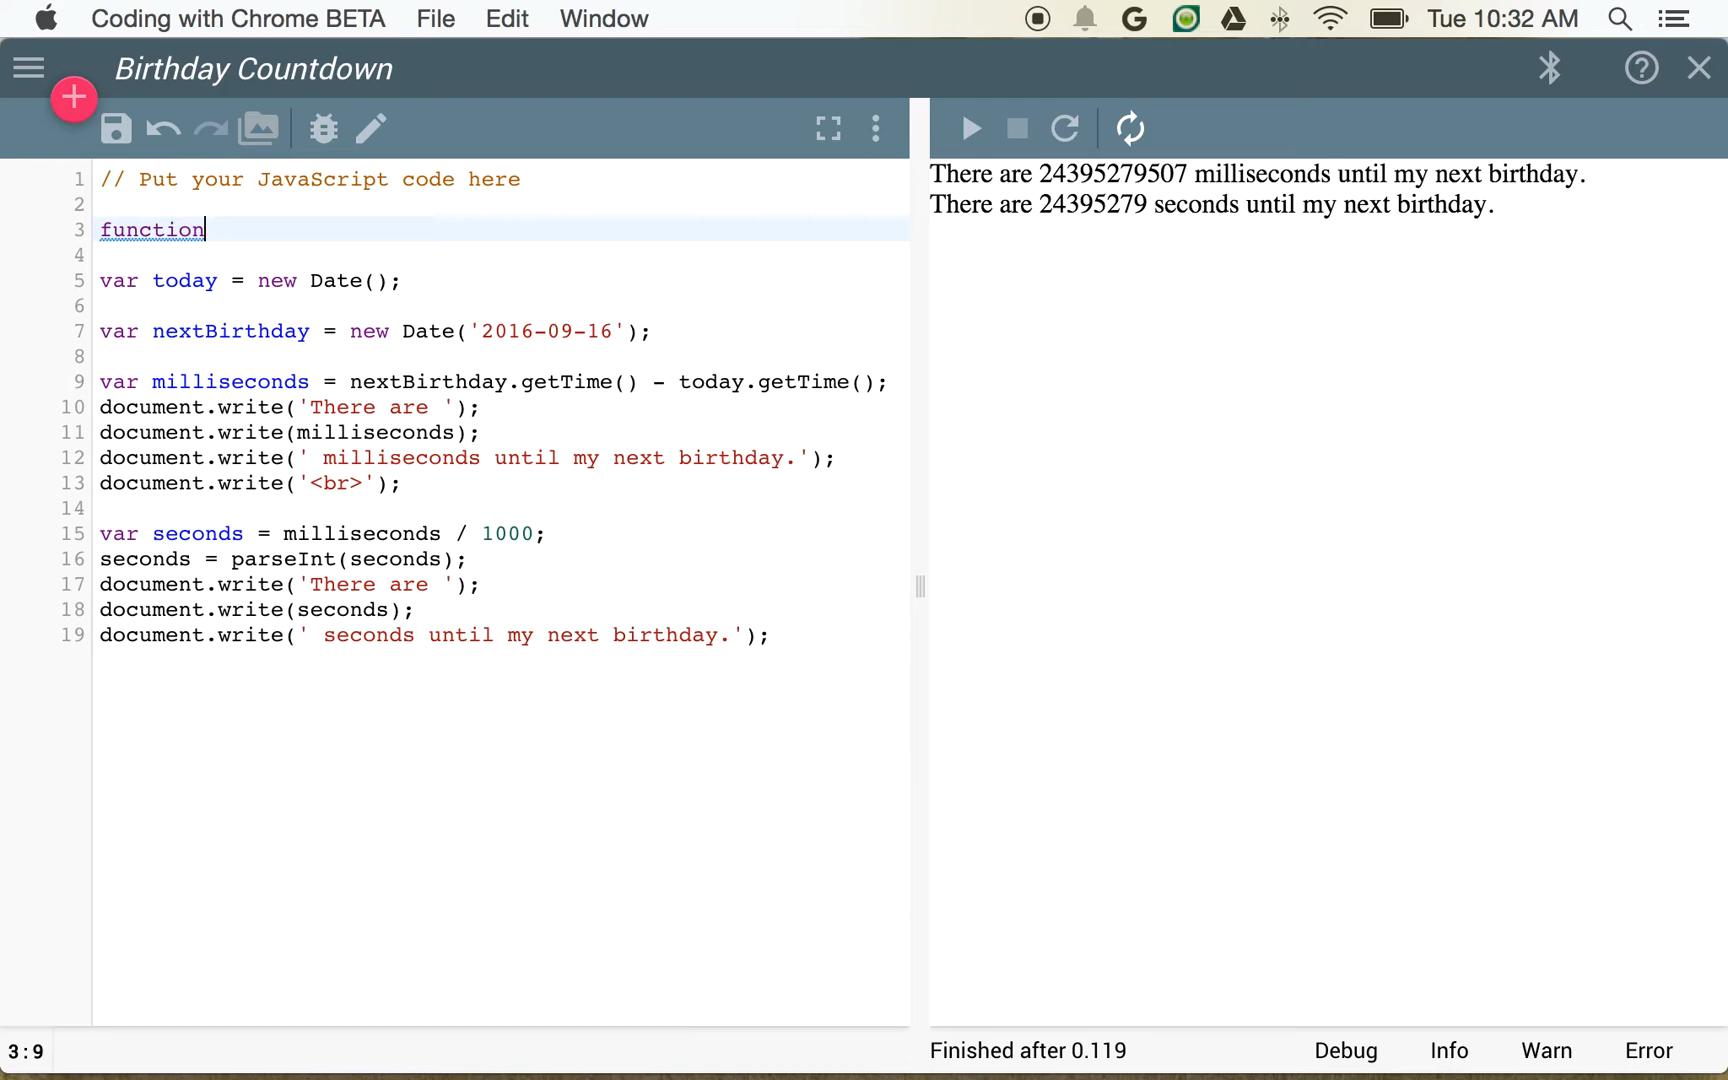 Coding with Chrome BETA File Edit Window Tue 10:32 AM
Birthday Countdown
1 // Put your JavaScript code here
2
3 function
4
5 var today = new Date();
6
7 var nextBirthday = new Date('2016-09-16');
8
9 var milliseconds = nextBirthday.getTime() - today.getTime();
10 document.write('There are ');
11 document.write(milliseconds);
12 document.write(' milliseconds until my next birthday.');
13 document.write('<br>');
14
15 var seconds = milliseconds / 1000;
16 seconds = parseInt(seconds);
17 document.write('There are ');
18 document.write(seconds);
19 document.write(' seconds until my next birthday.');
There are 24395279507 milliseconds until my next birthday.
There are 24395279 seconds until my next birthday.
3:9
Finished after 0.119 Debug Info Warn Error